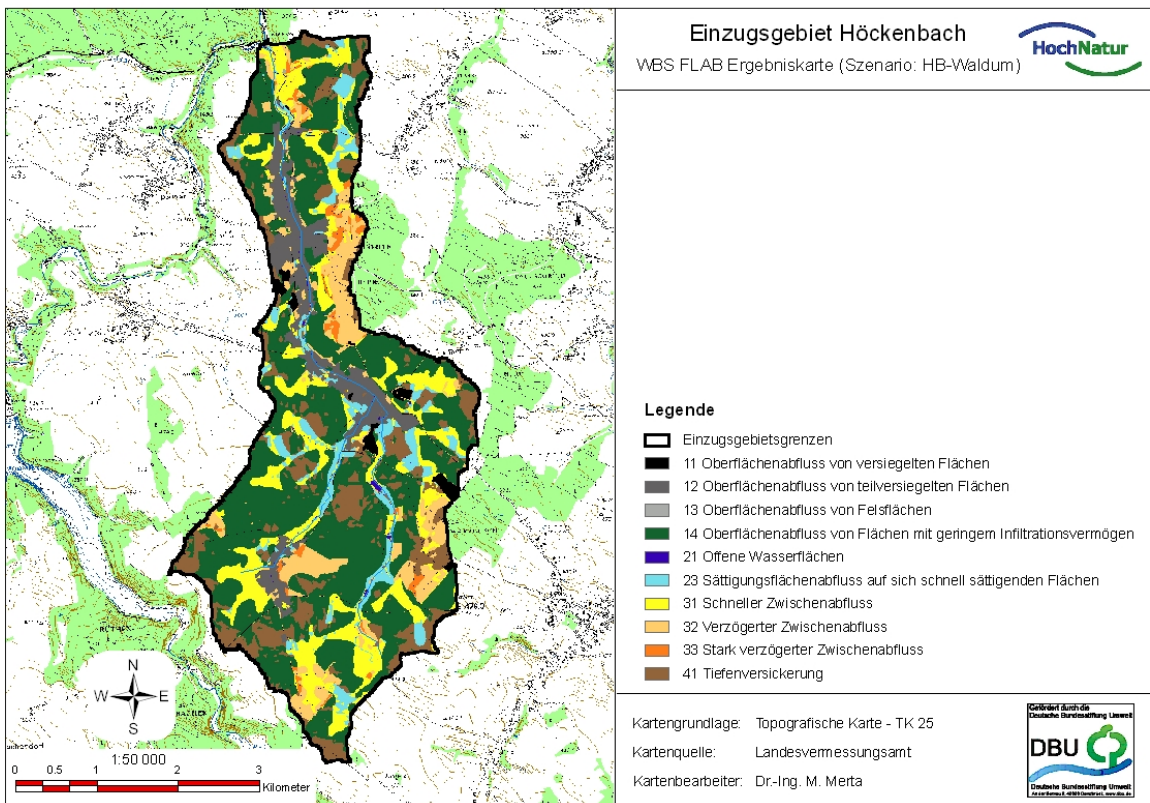 Einzugsgebiet Höckenbach
WBS FLAB Ergebniskarte (Szenario: HB-Waldum)
HochNatur
Legende
Einzugsgebietsgrenzen
11 Oberflächenabfluss von versiegelten Flächen
12 Oberflächenabfluss von teilversiegelten Flächen
13 Oberflächenabfluss von Felsflächen
14 Oberflächenabfluss von Flächen mit geringem Infiltrationsvermögen
21 Offene Wasserflächen
23 Sättigungsflächenabfluss auf sich schnell sättigenden Flächen
31 Schneller Zwischenabfluss
32 Verzögerter Zwischenabfluss
33 Stark verzögerter Zwischenabfluss
41 Tiefenversickerung
N
W E
S
1:50 000
0 0.5 1 2 3
Kilometer
Kartengrundlage: Topografische Karte - TK 25
Kartenquelle: Landesvermessungsamt
Kartenbearbeiter: Dr.-Ing. M. Merta
Gefördert durch die
Deutsche Bundesstiftung Umwelt
DBU
Deutsche Bundesstiftung Umwelt